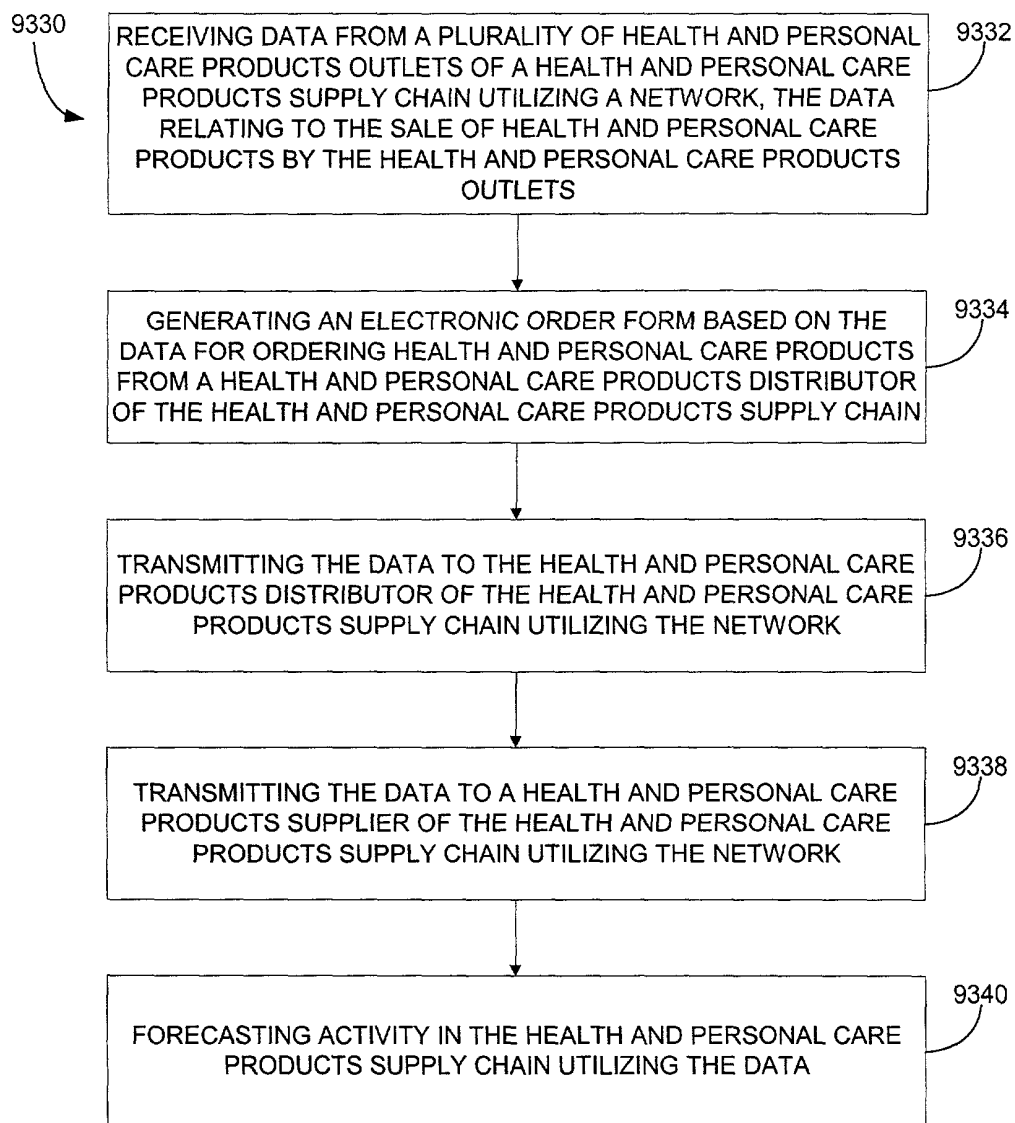 9330
RECEIVING DATA FROM A PLURALITY OF HEALTH AND PERSONAL
CARE PRODUCTS OUTLETS OF A HEALTH AND PERSONAL CARE
PRODUCTS SUPPLY CHAIN UTILIZING A NETWORK, THE DATA
RELATING TO THE SALE OF HEALTH AND PERSONAL CARE
PRODUCTS BY THE HEALTH AND PERSONAL CARE PRODUCTS
OUTLETS
9332
GENERATING AN ELECTRONIC ORDER FORM BASED ON THE
DATA FOR ORDERING HEALTH AND PERSONAL CARE PRODUCTS
FROM A HEALTH AND PERSONAL CARE PRODUCTS DISTRIBUTOR
OF THE HEALTH AND PERSONAL CARE PRODUCTS SUPPLY CHAIN
9334
TRANSMITTING THE DATA TO THE HEALTH AND PERSONAL CARE
PRODUCTS DISTRIBUTOR OF THE HEALTH AND PERSONAL CARE
PRODUCTS SUPPLY CHAIN UTILIZING THE NETWORK
9336
TRANSMITTING THE DATA TO A HEALTH AND PERSONAL CARE
PRODUCTS SUPPLIER OF THE HEALTH AND PERSONAL CARE
PRODUCTS SUPPLY CHAIN UTILIZING THE NETWORK
9338
FORECASTING ACTIVITY IN THE HEALTH AND PERSONAL CARE
PRODUCTS SUPPLY CHAIN UTILIZING THE DATA
9340